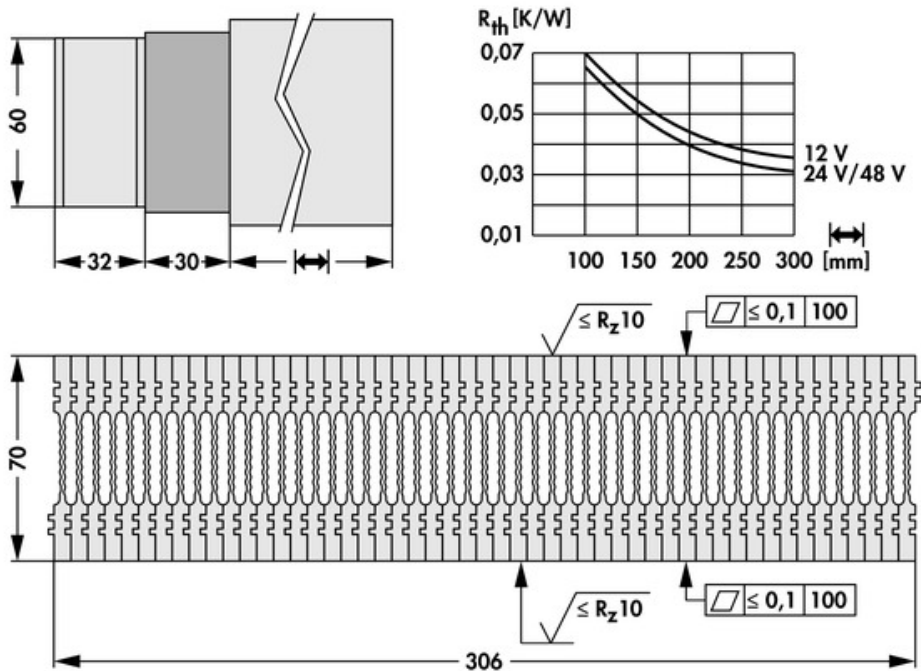 60
32
30
R_th [K/W]
0,07
0,05
0,03
0,01
12 V
24 V/48 V
100 150 200 250 300 [mm]
≤ R_z10
≤ 0,1 100
70
≤ R_z10
≤ 0,1 100
306